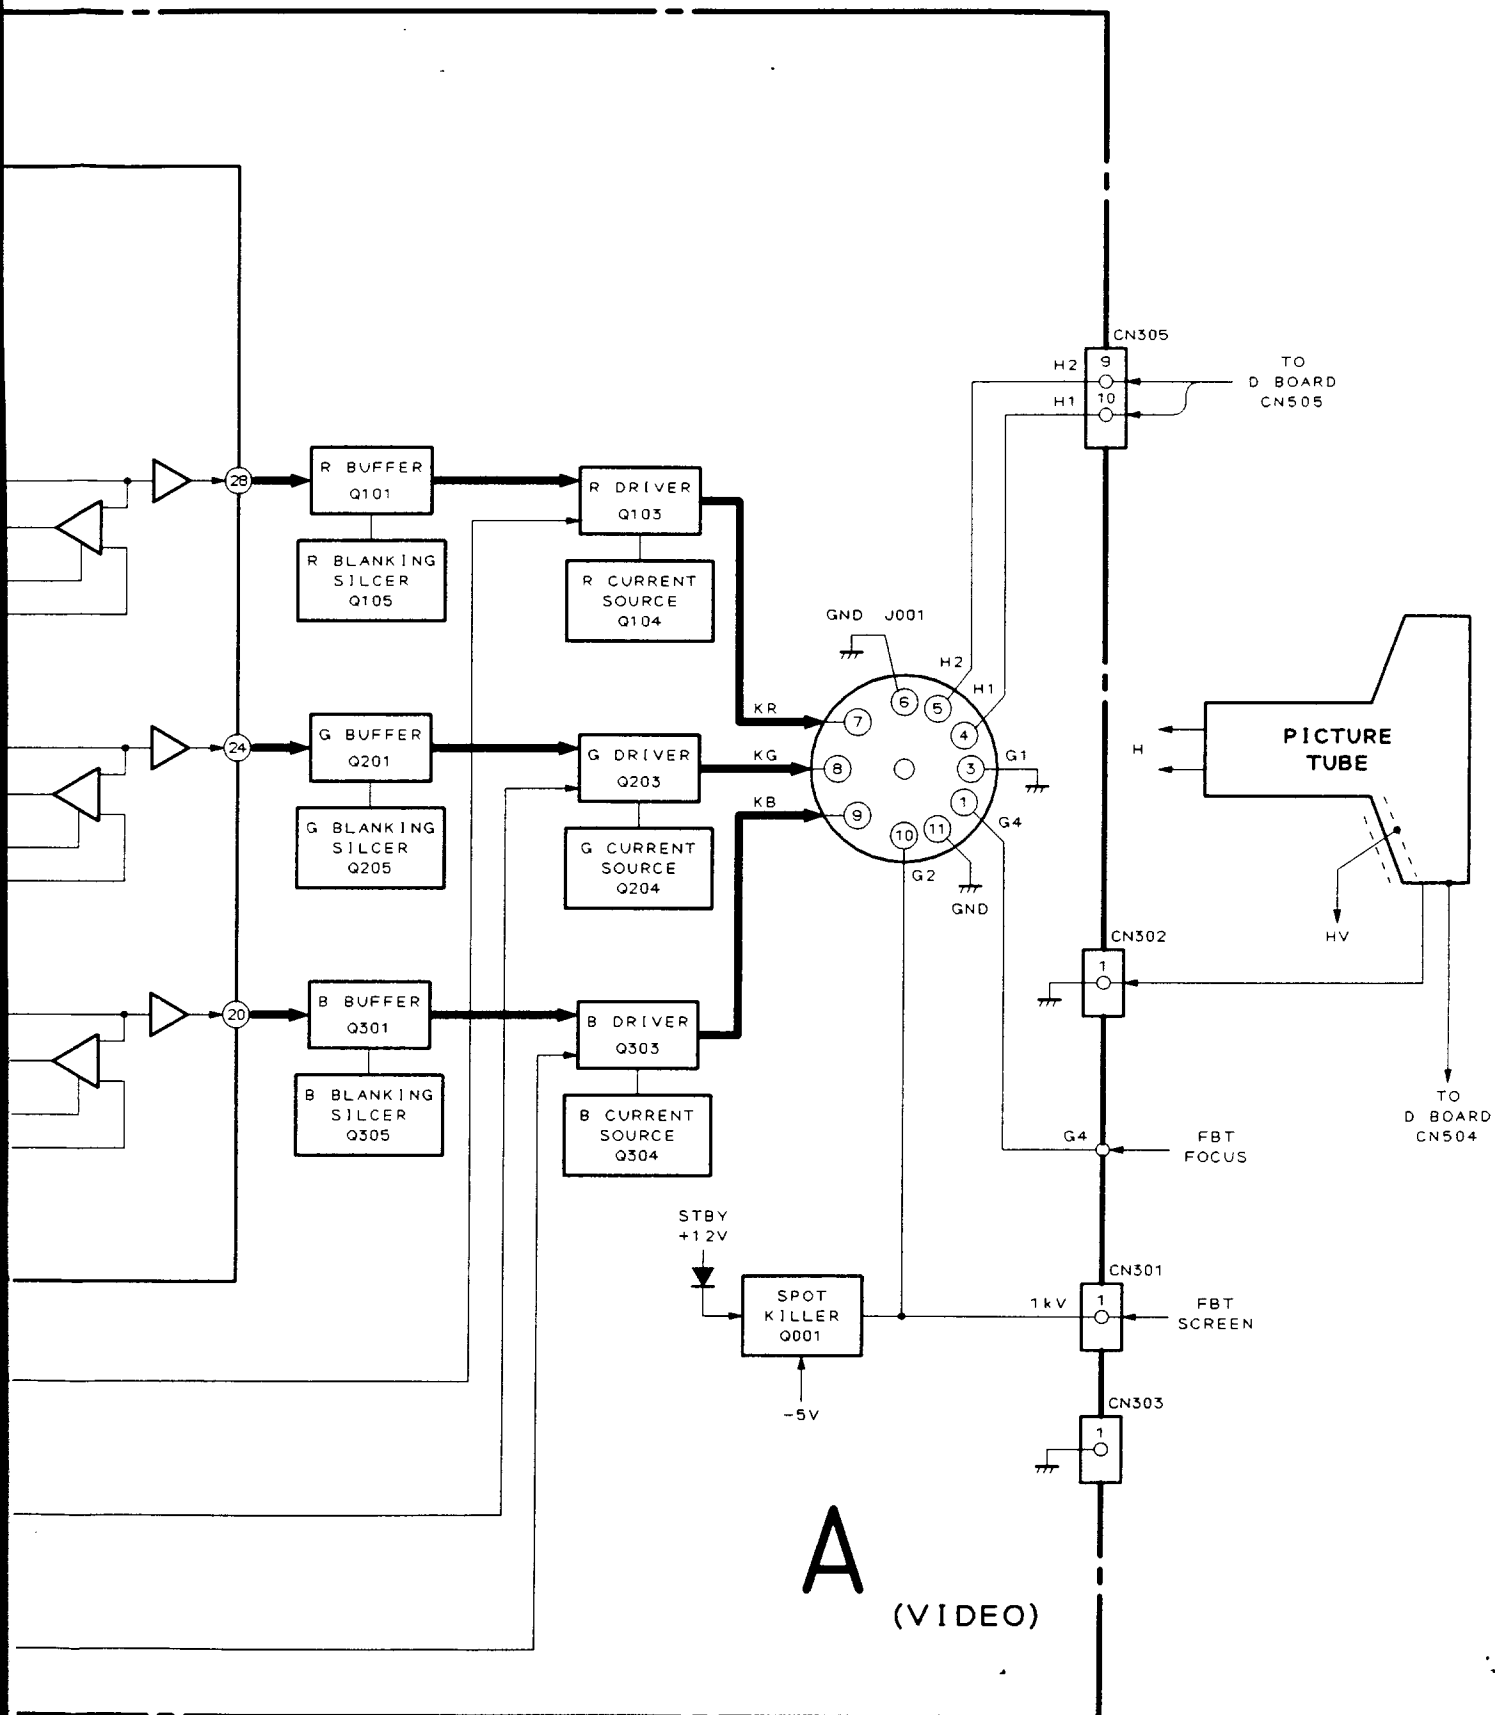 CN305
H2
9
TO
D BOARD
CN505
H1
10
28
R BUFFER
Q101
R DRIVER
Q103
R BLANKING
SILCER
Q105
R CURRENT
SOURCE
Q104
GND J001
H2
H1
6
5
KR
7
4
24
G BUFFER
Q201
G DRIVER
Q203
KG
8
3
G1
H
PICTURE
TUBE
KB
9
1
G4
10
11
G2
GND
G BLANKING
SILCER
Q205
G CURRENT
SOURCE
Q204
HV
CN302
1
20
B BUFFER
Q301
B DRIVER
Q303
B BLANKING
SILCER
Q305
B CURRENT
SOURCE
Q304
TO
D BOARD
CN504
G4
FBT
FOCUS
STBY
+12V
SPOT
KILLER
Q001
-5V
CN301
1kV
1
FBT
SCREEN
CN303
1
A
(VIDEO)